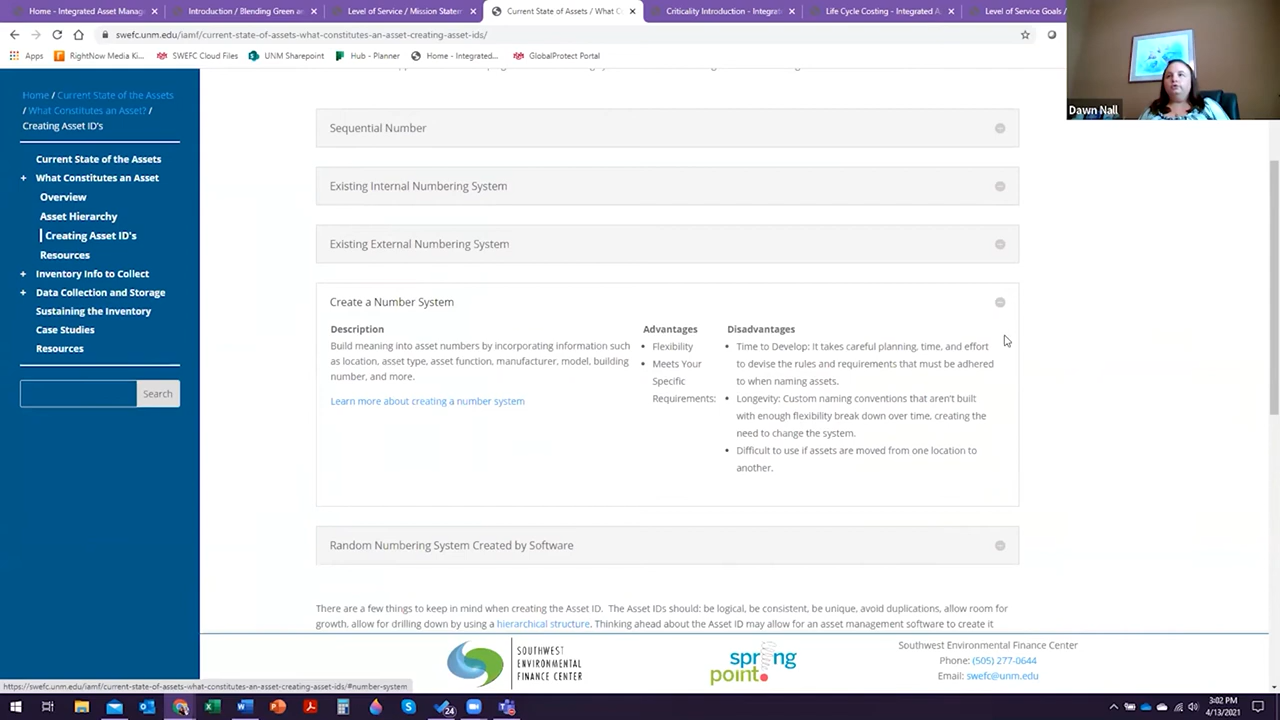 Home - Integrated Asset Manage
Introduction / Blending Green an
Level of Service / Mission Statem
Current State of Assets / What Co
Criticality Introduction - Integrate
Life Cycle Costing - Integrated A
Level of Service Goals /
swefc.unm.edu/iamf/current-state-of-assets-what-constitutes-an-asset-creating-asset-ids/
Apps
RightNow Media Ki...
SWEFC Cloud Files
UNM Sharepoint
Hub - Planner
Home - Integrated...
GlobalProtect Portal
Dawn Nall
Home / Current State of the Assets
/ What Constitutes an Asset? /
Creating Asset ID's
Current State of the Assets
+ What Constitutes an Asset
Overview
Asset Hierarchy
Creating Asset ID's
Resources
+ Inventory Info to Collect
+ Data Collection and Storage
Sustaining the Inventory
Case Studies
Resources
Search
Sequential Number
Existing Internal Numbering System
Existing External Numbering System
Create a Number System
Description
Build meaning into asset numbers by incorporating information such
as location, asset type, asset function, manufacturer, model, building
number, and more.
Learn more about creating a number system
Advantages
• Flexibility
• Meets Your
Specific
Requirements:
Disadvantages
• Time to Develop: It takes careful planning, time, and effort
to devise the rules and requirements that must be adhered
to when naming assets.
• Longevity: Custom naming conventions that aren't built
with enough flexibility break down over time, creating the
need to change the system.
• Difficult to use if assets are moved from one location to
another.
Random Numbering System Created by Software
There are a few things to keep in mind when creating the Asset ID. The Asset IDs should: be logical, be consistent, be unique, avoid duplications, allow room for
growth, allow for drilling down by using a hierarchical structure. Thinking ahead about the Asset ID may allow for an asset management software to create it
SOUTHWEST
ENVIRONMENTAL
FINANCE CENTER
spring
point.
Southwest Environmental Finance Center
Phone: (505) 277-0644
Email: swefc@unm.edu
https://swefc.unm.edu/iamf/current-state-of-assets-what-constitutes-an-asset-creating-asset-ids/#number-system
24
3:02 PM
4/13/2021